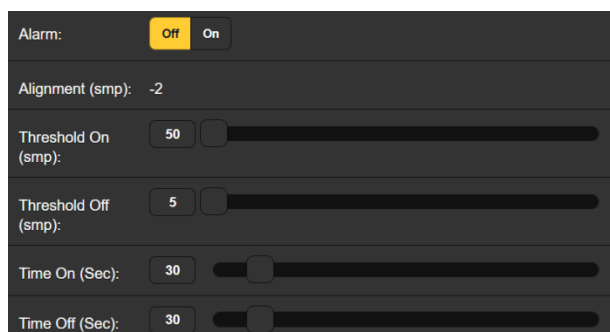 Alarm: Off On
Alignment (smp): -2
Threshold On 50
(smp):
Threshold Off 5
(smp):
Time On (Sec): 30
Time Off (Sec): 30